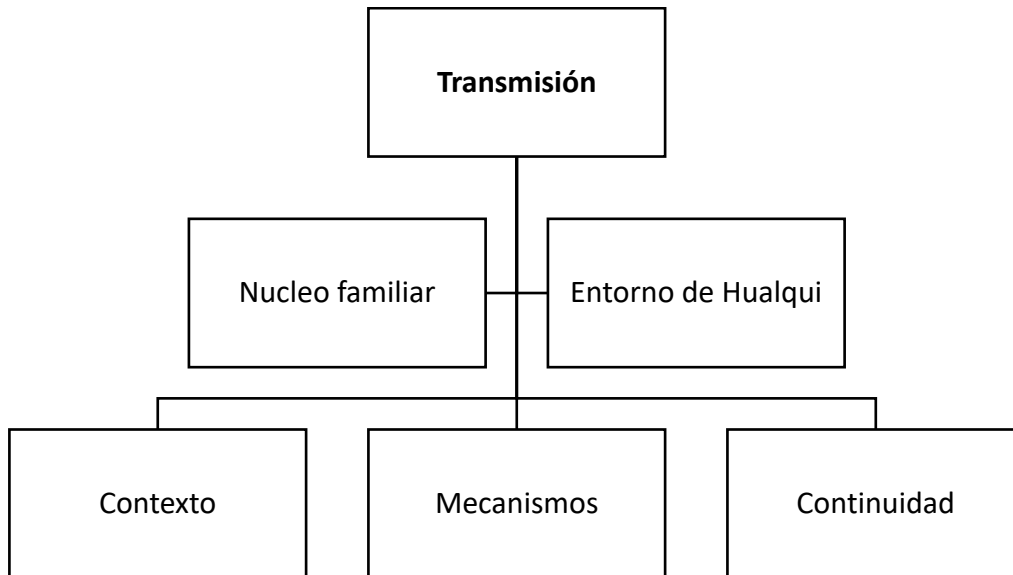 Transmisión
Nucleo familiar
Entorno de Hualqui
Contexto
Mecanismos
Continuidad